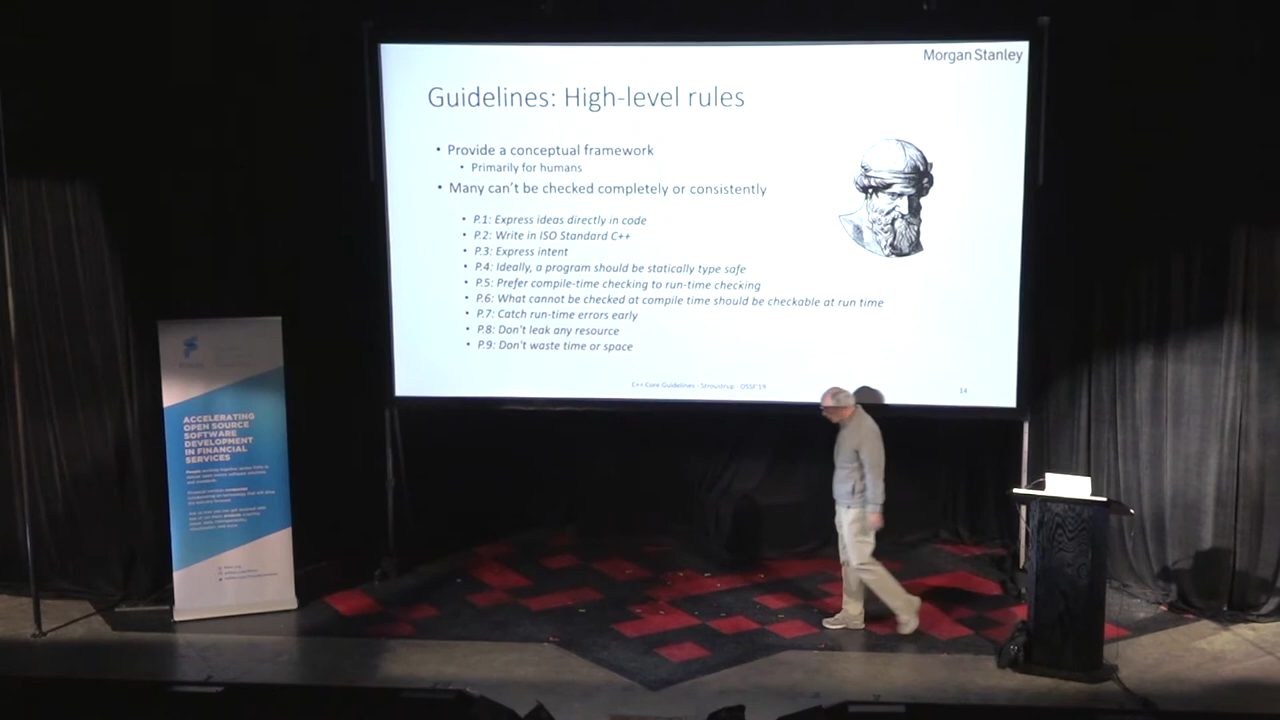 Morgan Stanley
Guidelines: High-level rules
• Provide a conceptual framework
• Primarily for humans
• Many can't be checked completely or consistently
• P.1: Express ideas directly in code
• P.2: Write in ISO Standard C++
• P.3: Express intent
• P.4: Ideally, a program should be statically type safe
• P.5: Prefer compile-time checking to run-time checking
• P.6: What cannot be checked at compile time should be checkable at run time
• P.7: Catch run-time errors early
• P.8: Don't leak any resource
• P.9: Don't waste time or space
C++ Core Guidelines - Stroustrup - OSSF'19
14
ACCELERATING
OPEN SOURCE
SOFTWARE
DEVELOPMENT
IN FINANCIAL
SERVICES